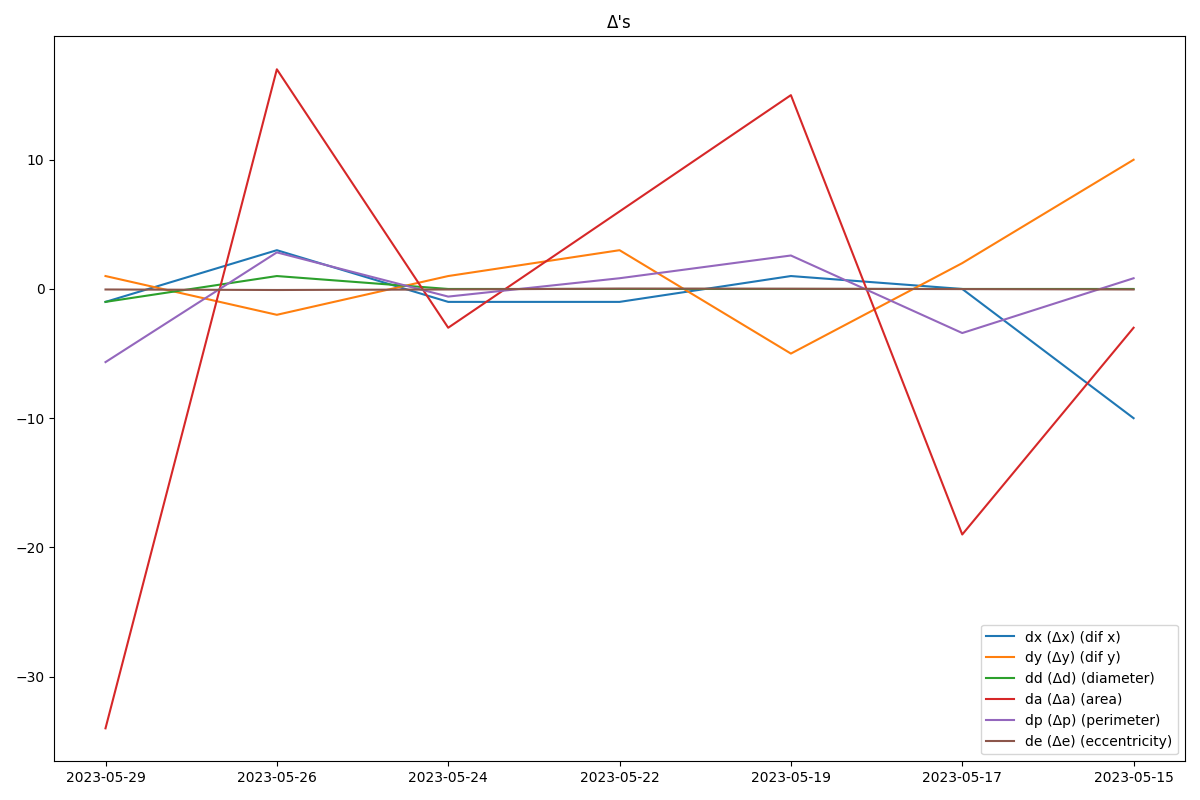 Δ's
10
0
−10
−20
−30
2023-05-29 2023-05-26 2023-05-24 2023-05-22 2023-05-19 2023-05-17 2023-05-15
dx (Δx) (dif x)
dy (Δy) (dif y)
dd (Δd) (diameter)
da (Δa) (area)
dp (Δp) (perimeter)
de (Δe) (eccentricity)